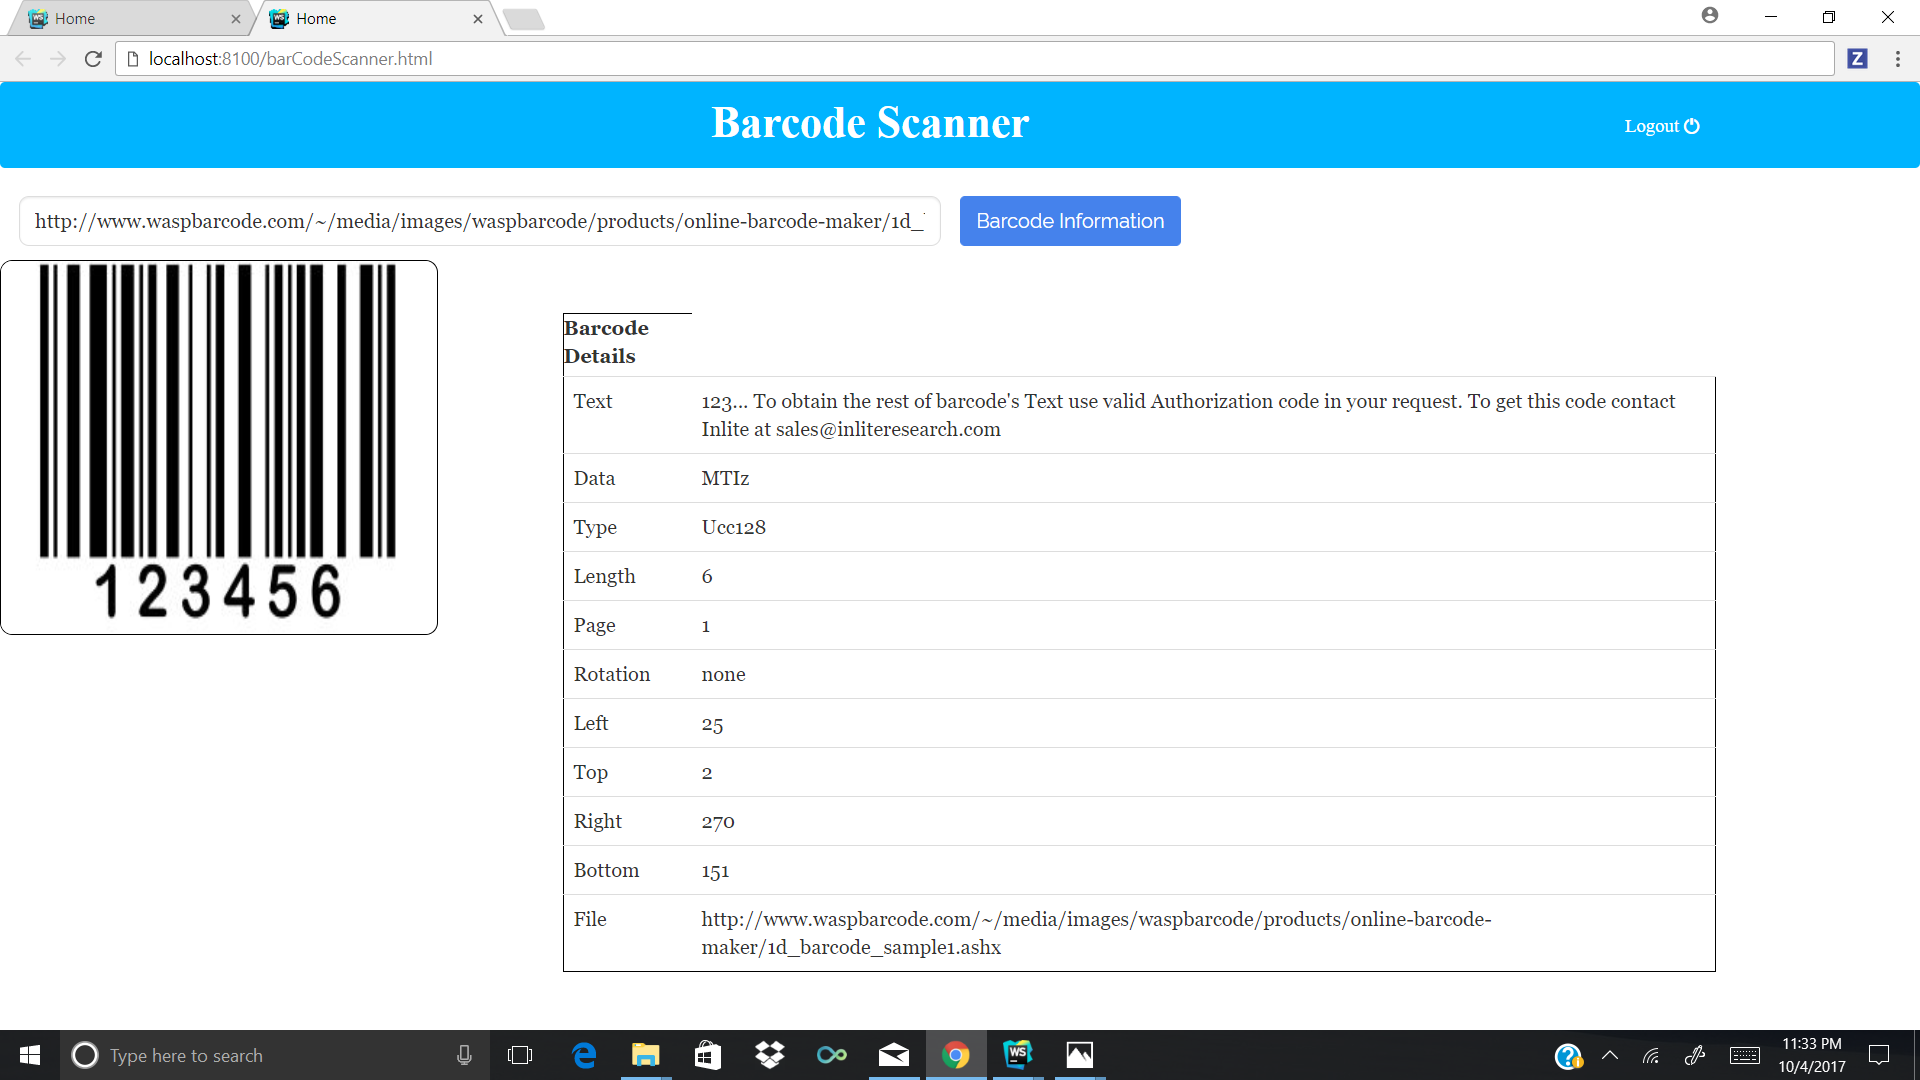 Home
Home
localhost:8100/barCodeScanner.html
Z
Barcode Scanner
Logout
http://www.waspbarcode.com/~/media/images/waspbarcode/products/online-barcode-maker/1d_
Barcode Information
123456
Barcode
Details
Text 123... To obtain the rest of barcode's Text use valid Authorization code in your request. To get this code contact
Inlite at sales@inliteresearch.com
Data MTIz
Type Ucc128
Length 6
Page 1
Rotation none
Left 25
Top 2
Right 270
Bottom 151
File http://www.waspbarcode.com/~/media/images/waspbarcode/products/online-barcode-
maker/1d_barcode_sample1.ashx
Type here to search
WS
11:33 PM
10/4/2017